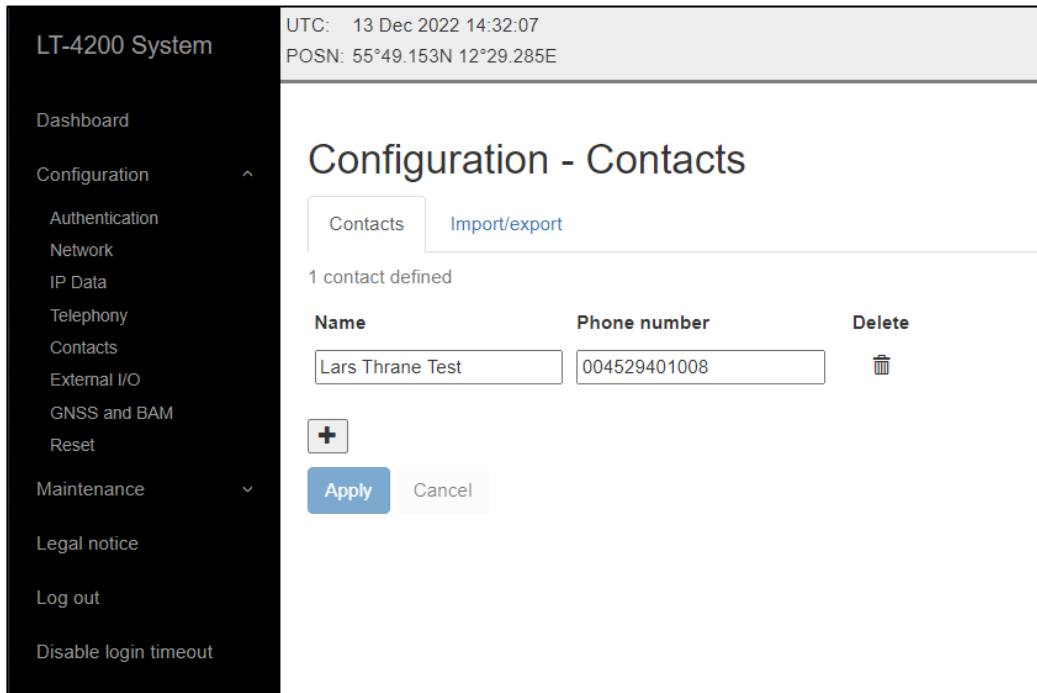 LT-4200 System
Dashboard
Configuration
Authentication
Network
IP Data
Telephony
Contacts
External I/O
GNSS and BAM
Reset
Maintenance
Legal notice
Log out
Disable login timeout
UTC: 13 Dec 2022 14:32:07
POSN: 55°49.153N 12°29.285E
Configuration - Contacts
Contacts Import/export
1 contact defined
Name Phone number Delete
Lars Thrane Test 004529401008
Apply Cancel